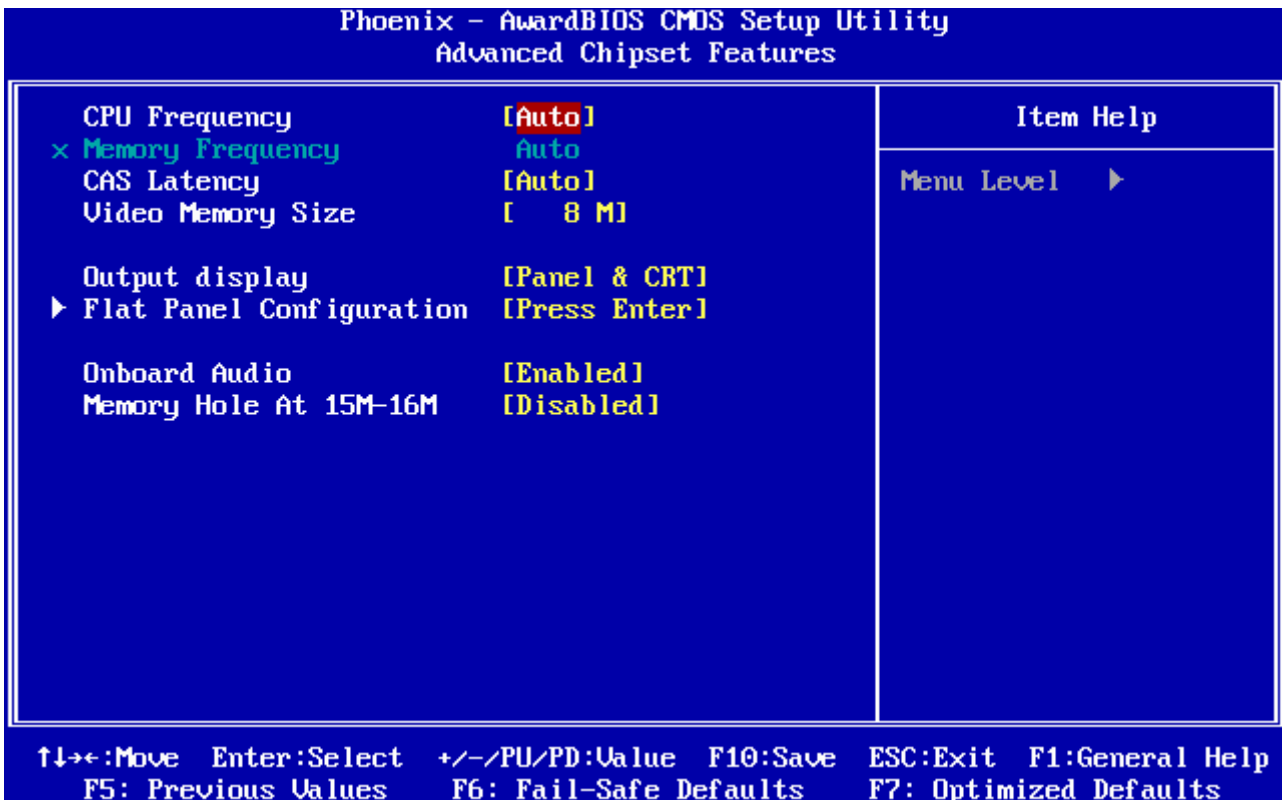 Phoenix - AwardBIOS CMOS Setup Utility
Advanced Chipset Features
CPU Frequency [Auto]
x Memory Frequency Auto
CAS Latency [Auto]
Video Memory Size [ 8 M]
Output display [Panel & CRT]
▶ Flat Panel Configuration [Press Enter]
Onboard Audio [Enabled]
Memory Hole At 15M-16M [Disabled]
Item Help
Menu Level ▶
↑↓→←:Move Enter:Select +/-/PU/PD:Value F10:Save ESC:Exit F1:General Help
F5: Previous Values F6: Fail-Safe Defaults F7: Optimized Defaults